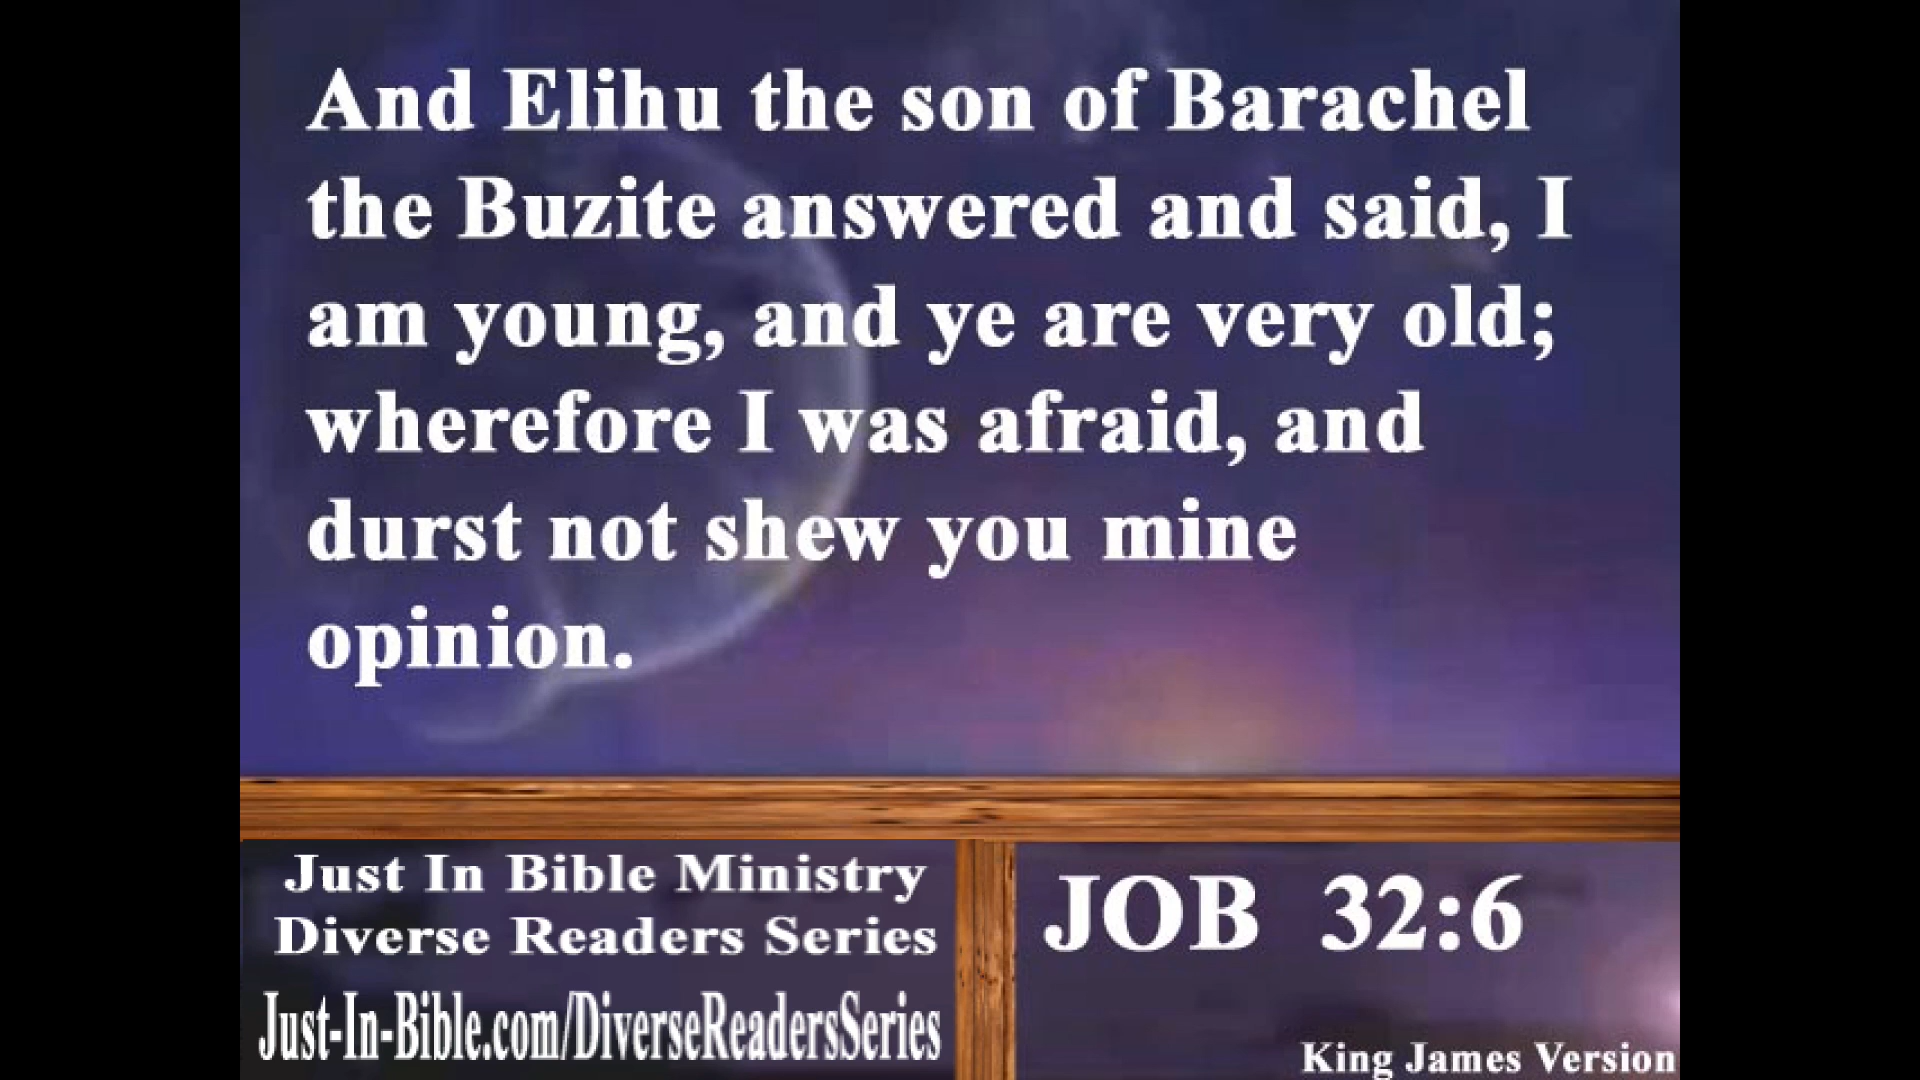 And Elihu the son of Barachel
the Buzite answered and said, I
am young, and ye are very old;
wherefore I was afraid, and
durst not shew you mine
opinion.
Just In Bible Ministry
Diverse Readers Series
Just-In-Bible.com/DiverseReadersSeries
JOB 32:6
King James Version